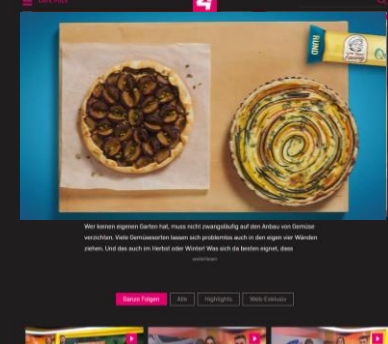 4
RUND
Wer keinen eigenen Garten hat, muss nicht zwangsläufig auf den Anbau von Gemüse
verzichten. Viele Gemüsesorten lassen sich problemlos auch in den eigen vier Wänden
ziehen. Und das auch im Herbst oder Winter! Was sich da besten eignet, dass
weiterlesen
Ganze Folgen
Alle
Highlights
Web-Exklusiv